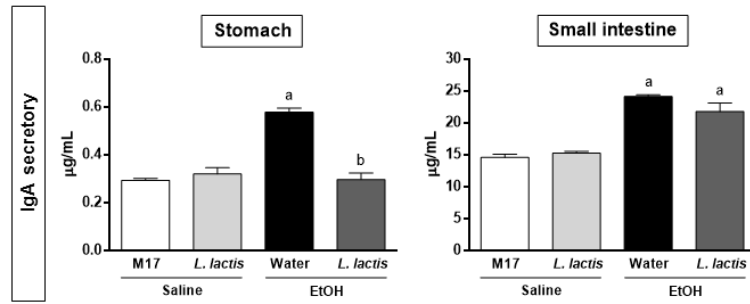 IgA secretory
Stomach
µg/mL
0.8
0.6
0.4
0.2
0.0
a
b
M17 L. lactis Water L. lactis
Saline EtOH
Small intestine
µg/mL
30
25
20
15
10
5
0
a a
M17 L. lactis Water L. lactis
Saline EtOH